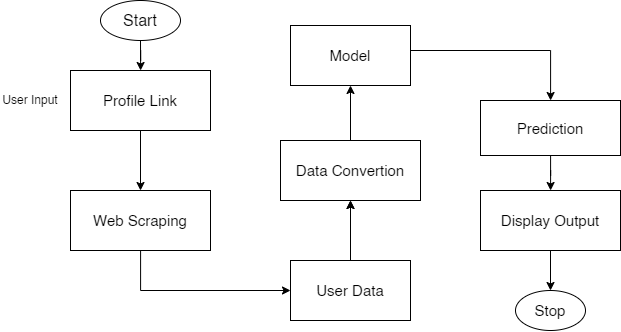 Start
User Input
Profile Link
Web Scraping
User Data
Data Convertion
Model
Prediction
Display Output
Stop